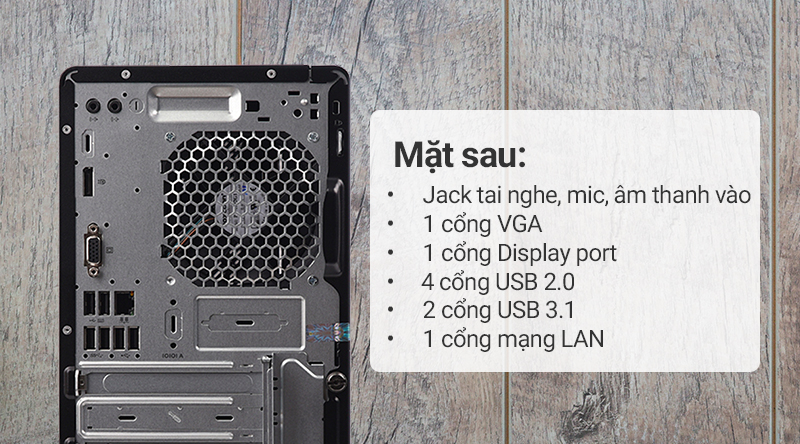 Mặt sau:
• Jack tai nghe, mic, âm thanh vào
• 1 cổng VGA
• 1 cổng Display port
• 4 cổng USB 2.0
• 2 cổng USB 3.1
• 1 cổng mạng LAN